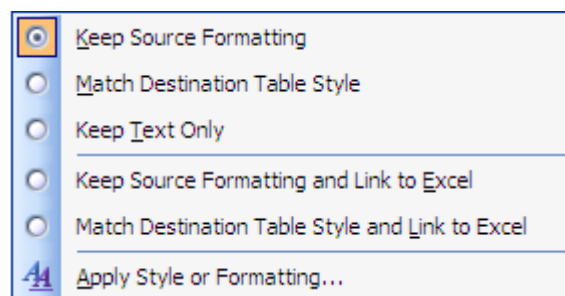 Keep Source Formatting
Match Destination Table Style
Keep Text Only
Keep Source Formatting and Link to Excel
Match Destination Table Style and Link to Excel
Apply Style or Formatting...